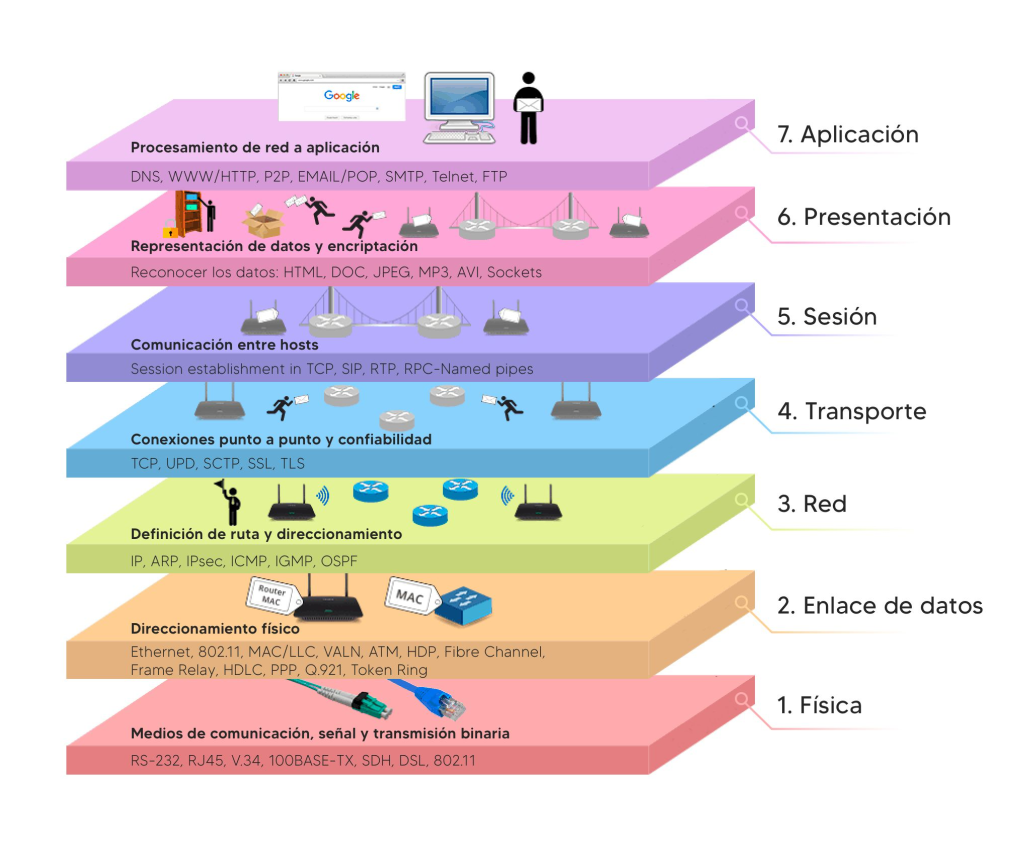 Google
Procesamiento de red a aplicación
DNS, WWW/HTTP, P2P, EMAIL/POP, SMTP, Telnet, FTP
7. Aplicación
Representación de datos y encriptación
Reconocer los datos: HTML, DOC, JPEG, MP3, AVI, Sockets
6. Presentación
Comunicación entre hosts
Session establishment in TCP, SIP, RTP, RPC-Named pipes
5. Sesión
Conexiones punto a punto y confiabilidad
TCP, UPD, SCTP, SSL, TLS
4. Transporte
Definición de ruta y direccionamiento
IP, ARP, IPsec, ICMP, IGMP, OSPF
3. Red
Router
MAC
MAC
Direccionamiento físico
Ethernet, 802.11, MAC/LLC, VALN, ATM, HDP, Fibre Channel,
Frame Relay, HDLC, PPP, Q.921, Token Ring
2. Enlace de datos
Medios de comunicación, señal y transmisión binaria
RS-232, RJ45, V.34, 100BASE-TX, SDH, DSL, 802.11
1. Física